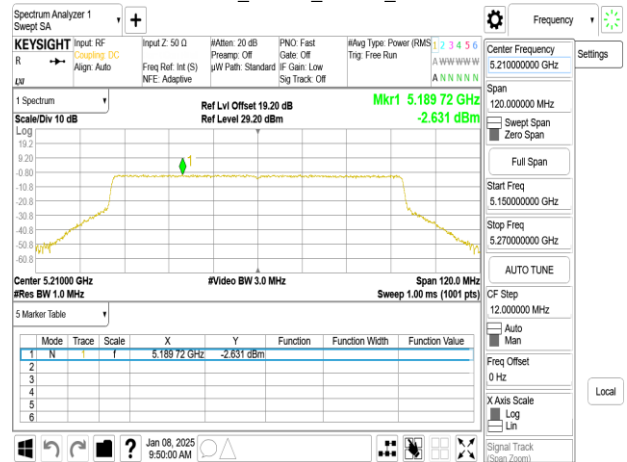 Spectrum Analyzer 1
Swept SA
Frequency
KEYSIGHT
R
Input: RF
Coupling: DC
Align: Auto
Input Z: 50 Ω
Freq Ref: Int (S)
NFE: Adaptive
#Atten: 20 dB
Preamp: Off
µW Path: Standard
PNO: Fast
Gate: Off
IF Gain: Low
Sig Track: Off
#Avg Type: Power (RMS
Trig: Free Run
1 2 3 4 5 6
A W W W W W
A N N N N N
1 Spectrum
Scale/Div 10 dB
Ref Lvl Offset 19.20 dB
Ref Level 29.20 dBm
Mkr1 5.189 72 GHz
-2.631 dBm
Log
19.2
9.20
-0.80
-10.8
-20.8
-30.8
-40.8
-50.8
-60.8
1
Center 5.21000 GHz
#Res BW 1.0 MHz
#Video BW 3.0 MHz
Span 120.0 MHz
Sweep 1.00 ms (1001 pts)
5 Marker Table
Mode Trace Scale X Y Function Function Width Function Value
1 N 1 f 5.189 72 GHz -2.631 dBm
2
3
4
5
6
Jan 08, 2025
9:50:00 AM
Center Frequency
5.210000000 GHz
Span
120.000000 MHz
Swept Span
Zero Span
Full Span
Start Freq
5.150000000 GHz
Stop Freq
5.270000000 GHz
AUTO TUNE
CF Step
12.000000 MHz
Auto
Man
Freq Offset
0 Hz
X Axis Scale
Log
Lin
Signal Track
(Span Zoom)
Settings
Local